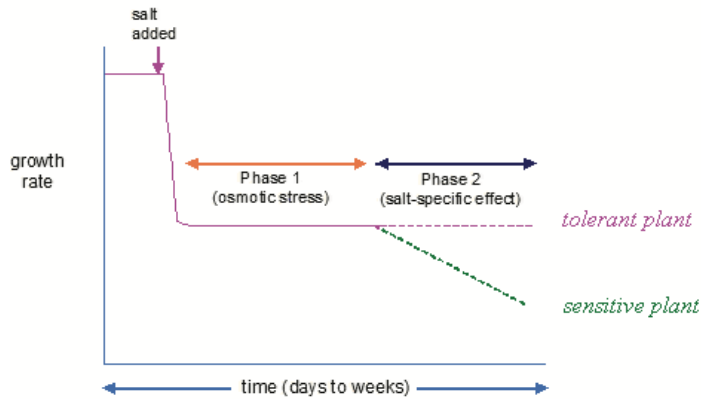 salt
added
growth
rate
Phase 1
(osmotic stress)
Phase 2
(salt-specific effect)
tolerant plant
sensitive plant
time (days to weeks)